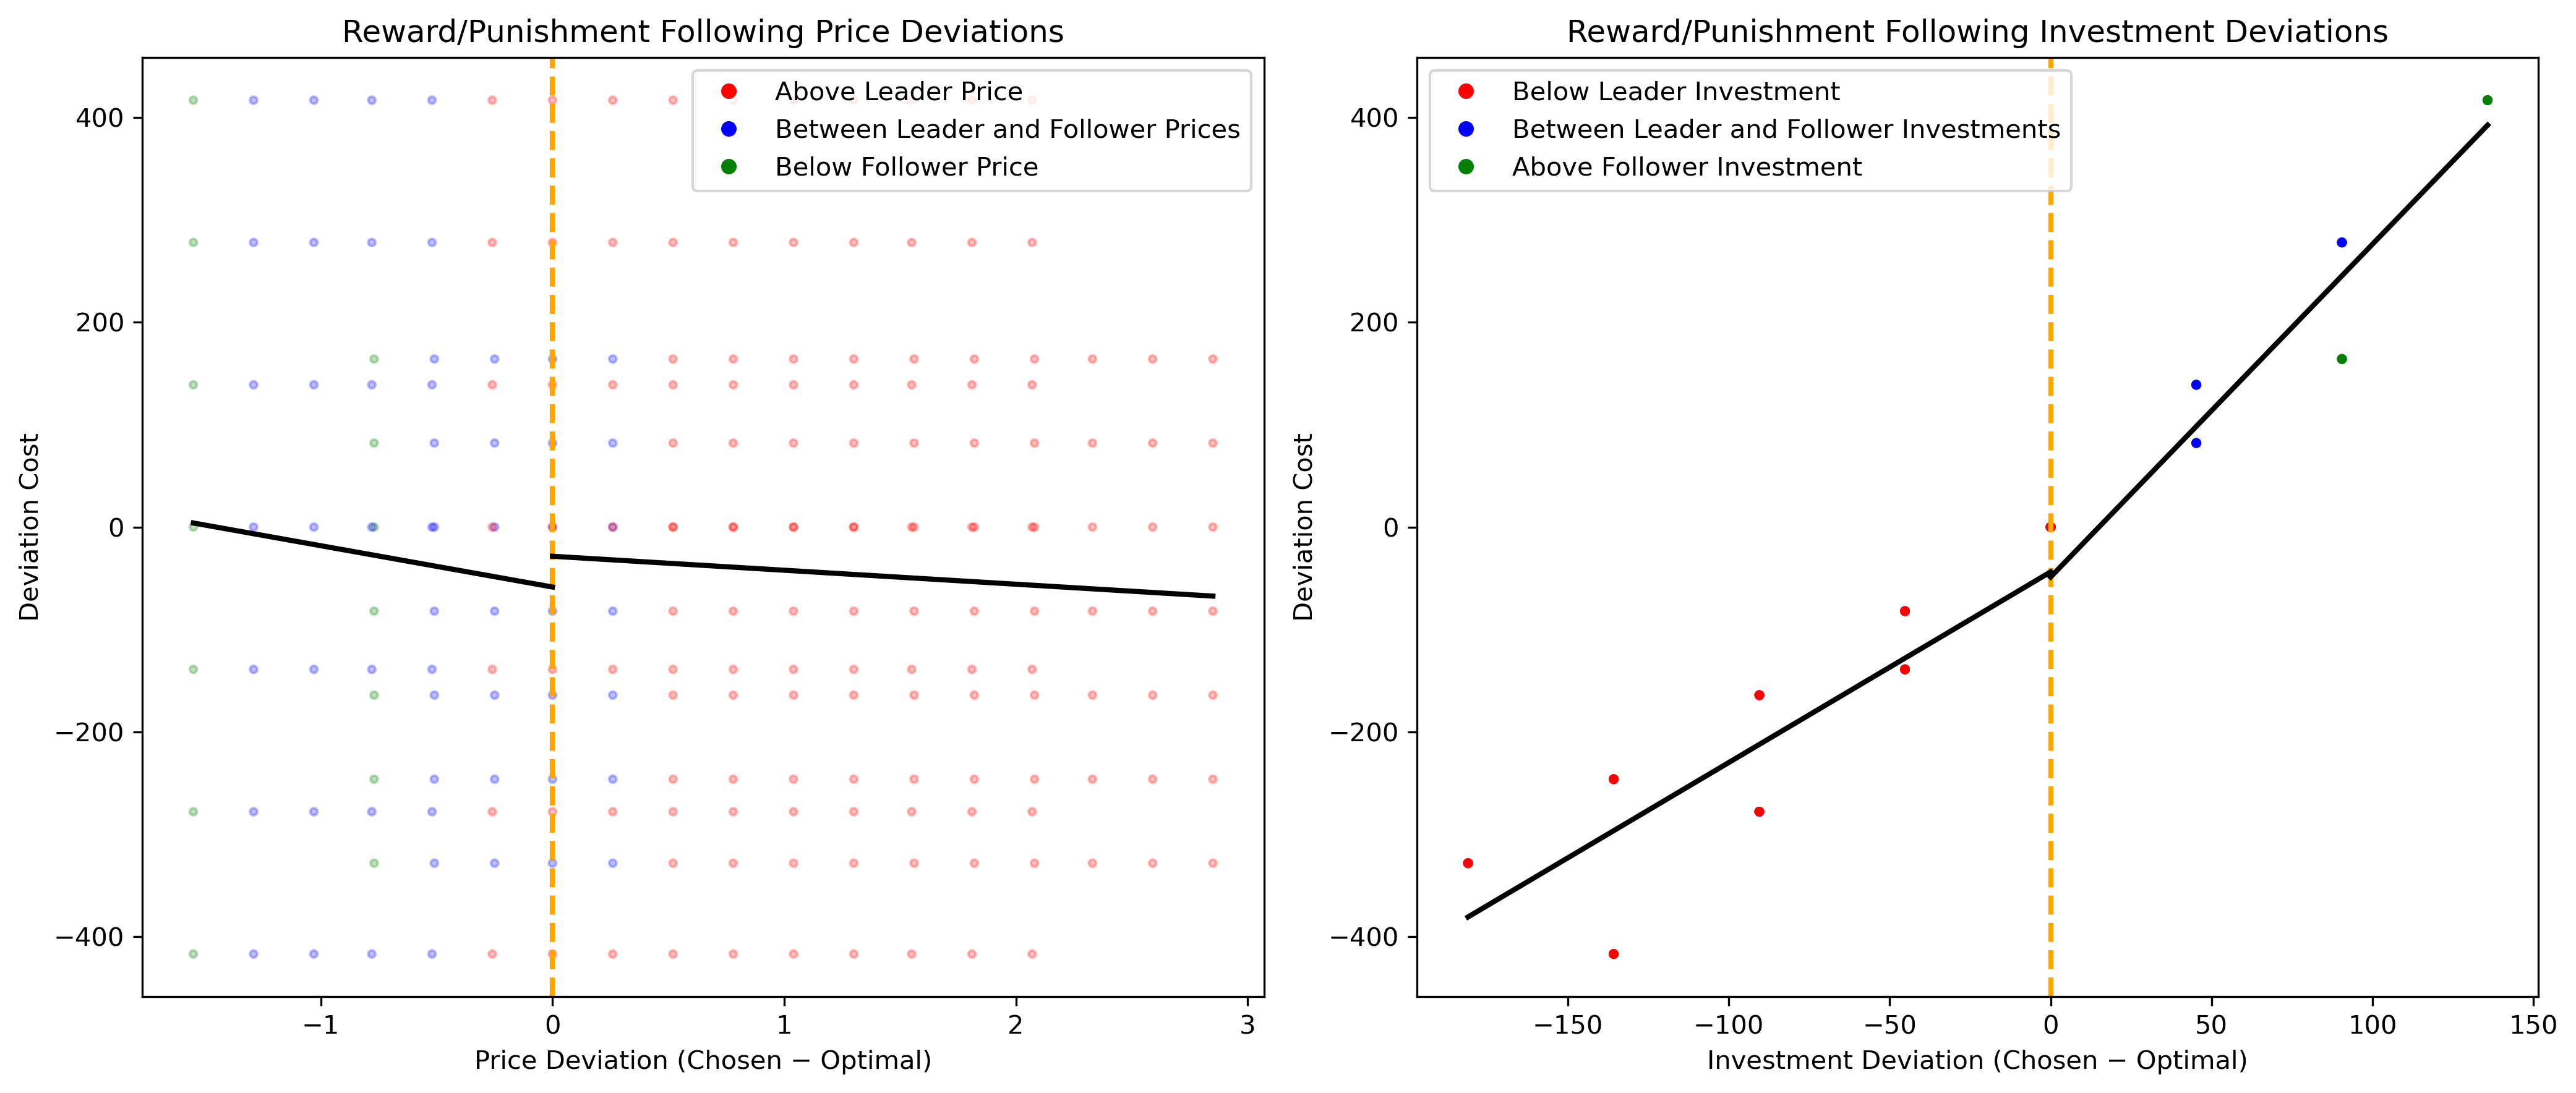 Reward/Punishment Following Price Deviations
Above Leader Price
Between Leader and Follower Prices
Below Follower Price
Deviation Cost
400
200
0
−200
−400
−1
0
1
2
3
Price Deviation (Chosen − Optimal)
Reward/Punishment Following Investment Deviations
Below Leader Investment
Between Leader and Follower Investments
Above Follower Investment
Deviation Cost
400
200
0
−200
−400
−150
−100
−50
0
50
100
150
Investment Deviation (Chosen − Optimal)